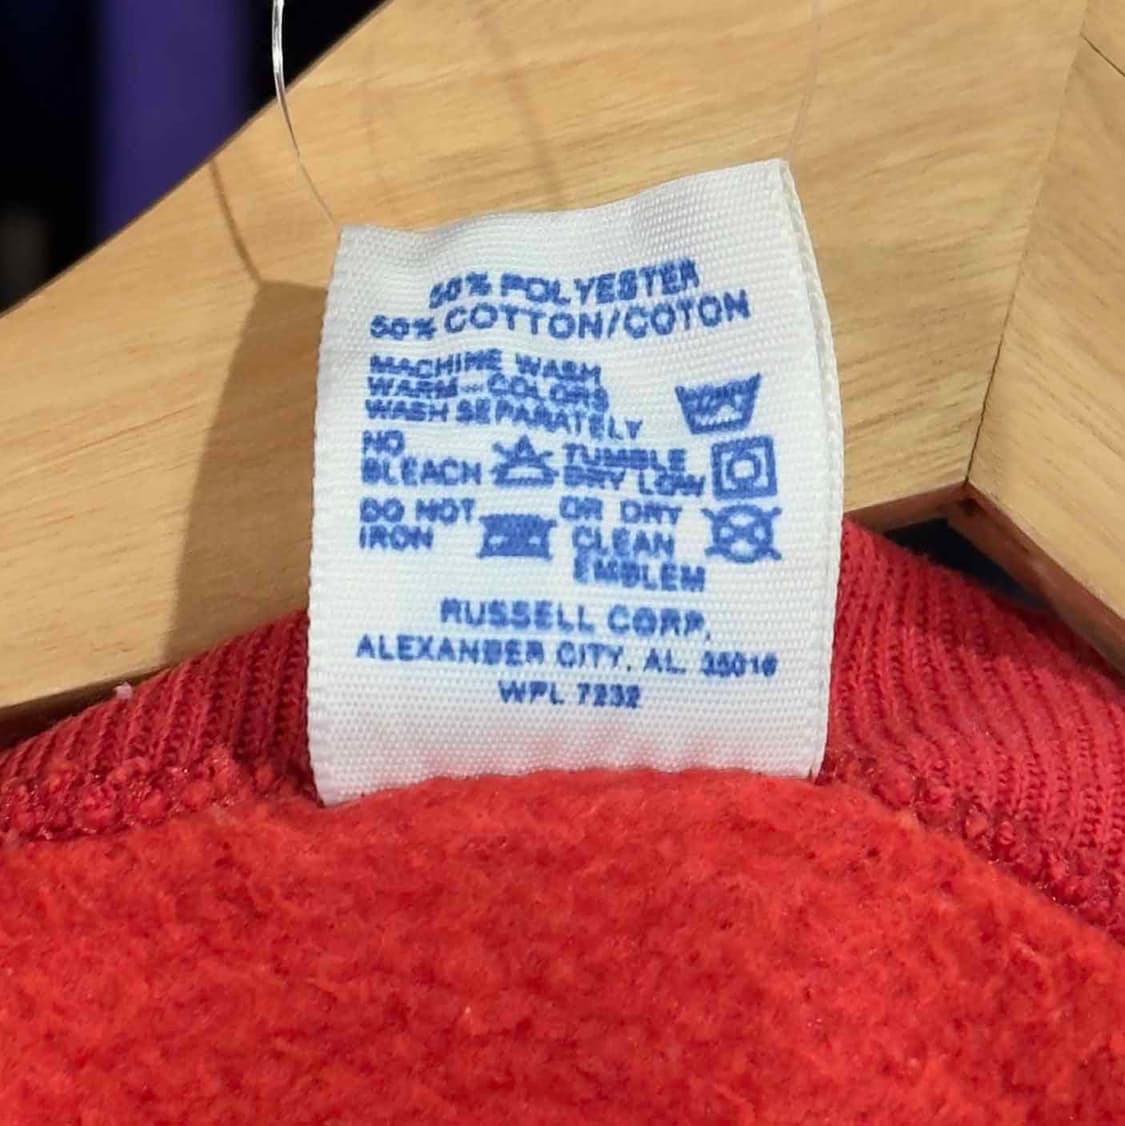 50% POLYESTER
50% COTTON/COTON
MACHINE WASH
WARM - COLORS
WASH SEPARATELY
NO BLEACH
TUMBLE DRY LOW
DO NOT IRON
OR DRY CLEAN EMBLEM
RUSSELL CORP.
ALEXANDER CITY, AL. 35010
WPL 7232